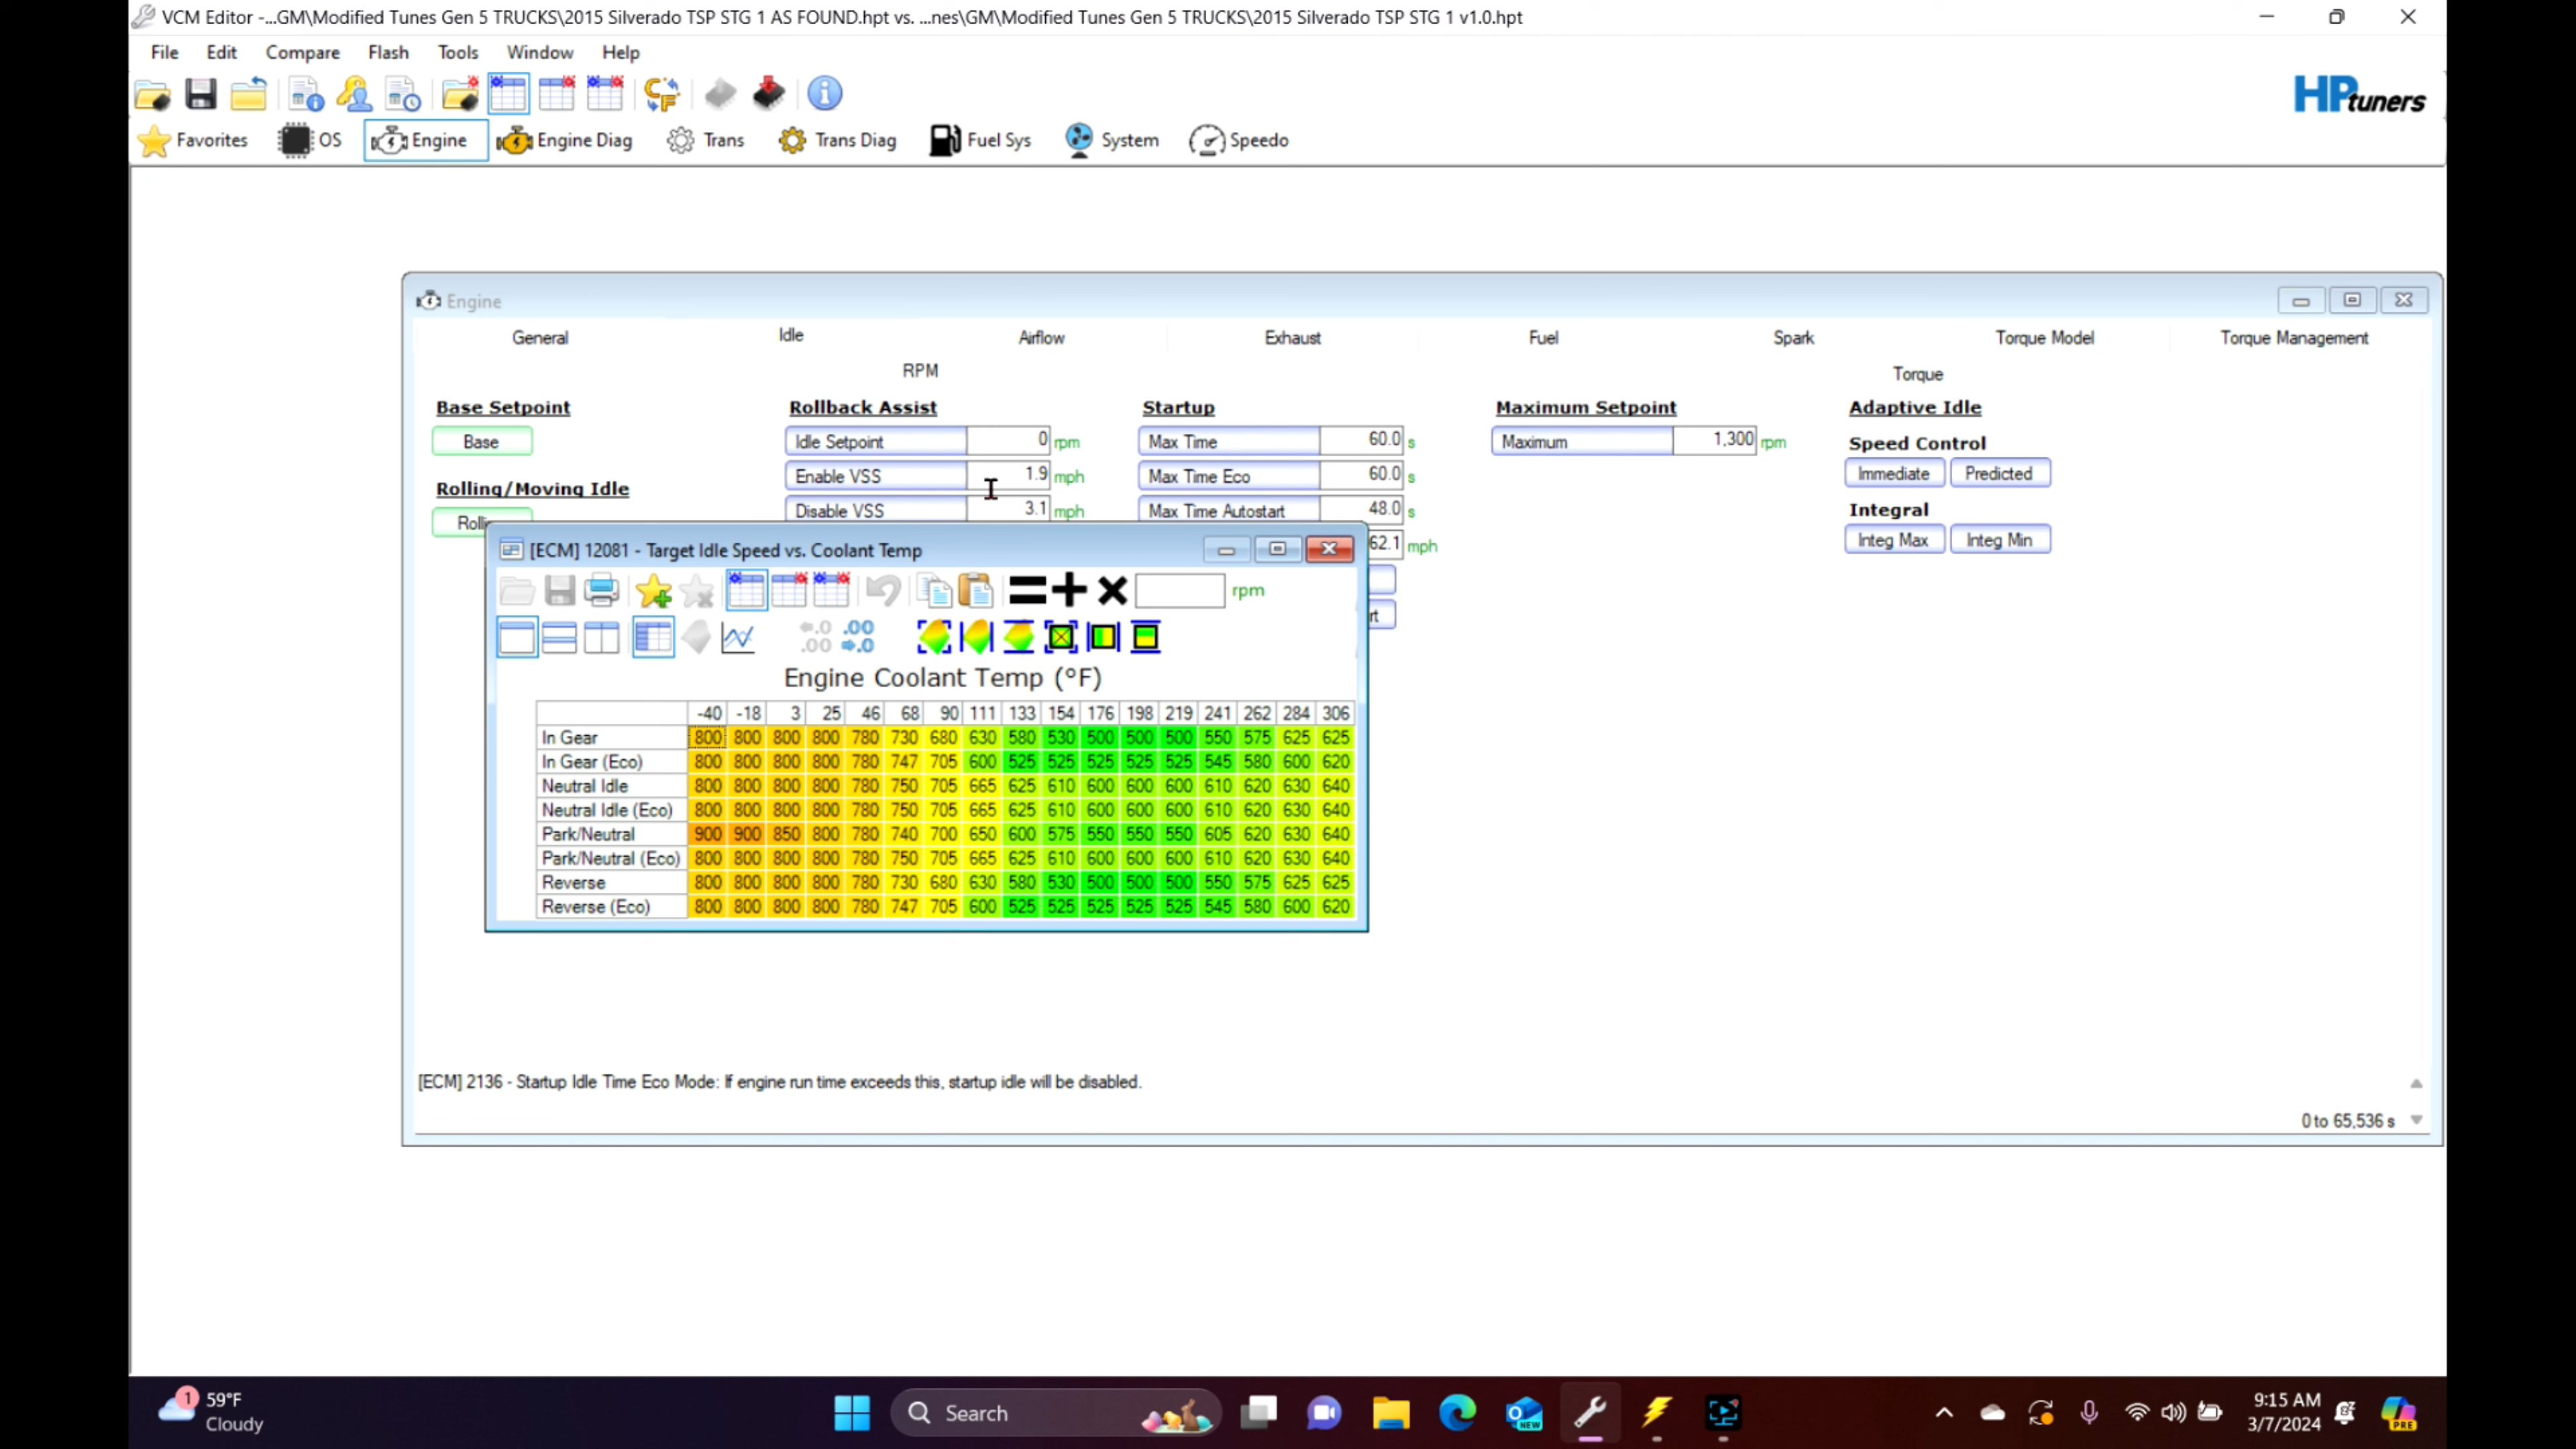 VCM Editor -...GM\Modified Tunes Gen 5 TRUCKS\2015 Silverado TSP STG 1 AS FOUND.hpt vs. ...nes\GM\Modified Tunes Gen 5 TRUCKS\2015 Silverado TSP STG 1 v1.0.hpt
File Edit Compare Flash Tools Window Help
HP tuners
Favorites OS Engine Engine Diag Trans Trans Diag Fuel Sys System Speedo
Engine
General Idle Airflow Exhaust Fuel Spark Torque Model Torque Management
RPM Torque
Base Setpoint Rollback Assist Startup Maximum Setpoint Adaptive Idle
Base Idle Setpoint 0 rpm Max Time 60.0 s Maximum 1,300 rpm Speed Control
Enable VSS 1.9 mph Max Time Eco 60.0 s Immediate Predicted
Rolling/Moving Idle Disable VSS 3.1 mph Max Time Autostart 48.0 s Integral
Rolli 62.1 mph Integ Max Integ Min
[ECM] 12081 - Target Idle Speed vs. Coolant Temp
rpm
rt
.0 .00 .00 .0
Engine Coolant Temp (°F)
-40 -18 3 25 46 68 90 111 133 154 176 198 219 241 262 284 306
In Gear 800 800 800 800 780 730 680 630 580 530 500 500 500 550 575 625 625
In Gear (Eco) 800 800 800 800 780 747 705 600 525 525 525 525 525 545 580 600 620
Neutral Idle 800 800 800 800 780 750 705 665 625 610 600 600 600 610 620 630 640
Neutral Idle (Eco) 800 800 800 800 780 750 705 665 625 610 600 600 600 610 620 630 640
Park/Neutral 900 900 850 800 780 740 700 650 600 575 550 550 550 605 620 630 640
Park/Neutral (Eco) 800 800 800 800 780 750 705 665 625 610 600 600 600 610 620 630 640
Reverse 800 800 800 800 780 730 680 630 580 530 500 500 500 550 575 625 625
Reverse (Eco) 800 800 800 800 780 747 705 600 525 525 525 525 525 545 580 600 620
[ECM] 2136 - Startup Idle Time Eco Mode: If engine run time exceeds this, startup idle will be disabled.
0 to 65,536 s
1 59°F
Cloudy
Search
NEW
9:15 AM
3/7/2024
PRE